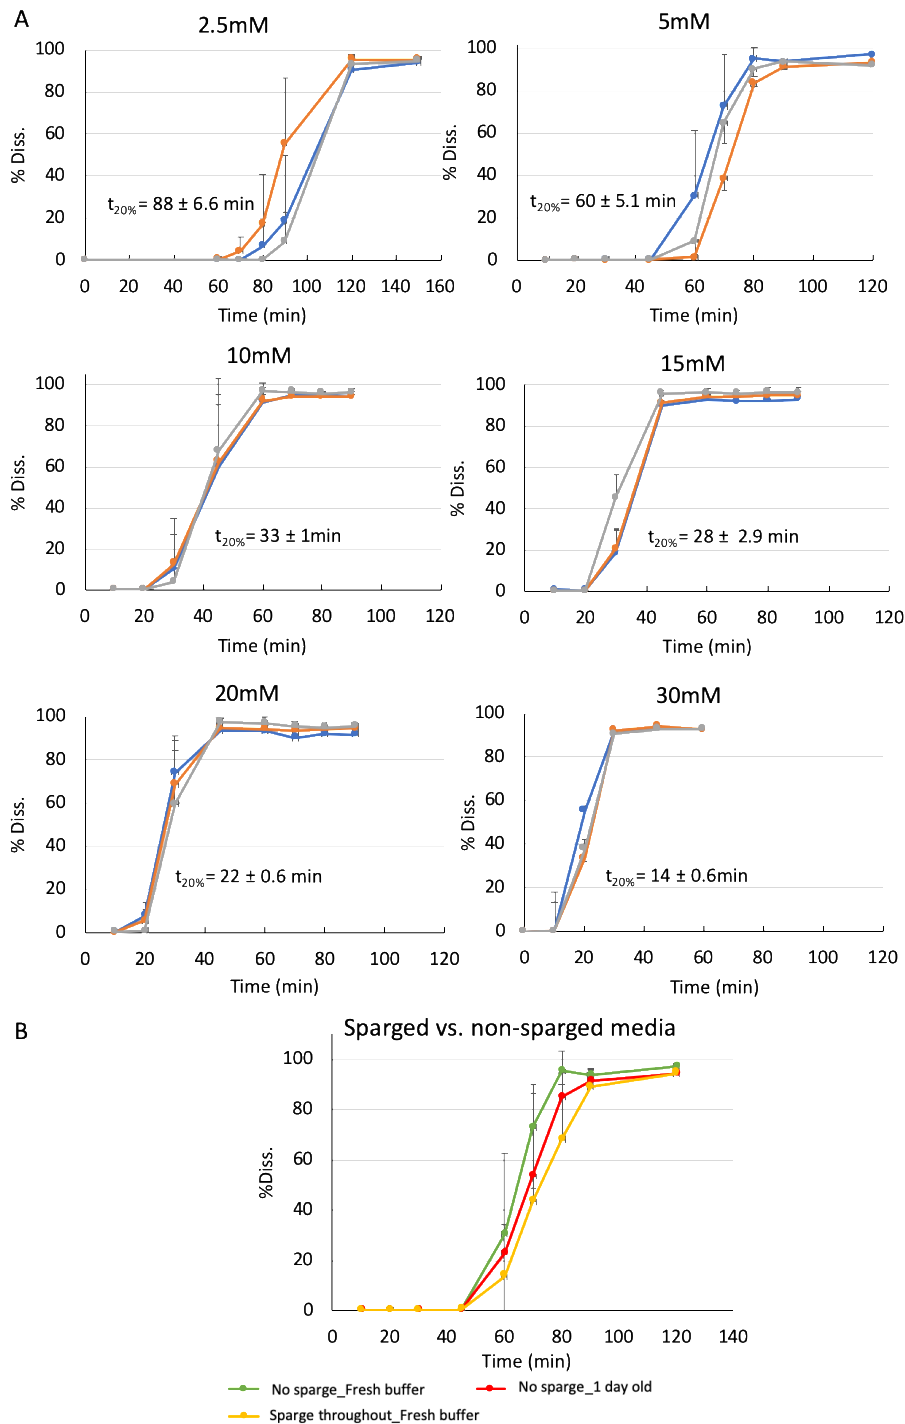 A
2.5mM
5mM
100
80
60
40
20
0
% Diss.
t20%= 88 ± 6.6 min
0 20 40 60 80 100 120 140 160
Time (min)
100
80
60
40
20
0
% Diss.
t20%= 60 ± 5.1 min
0 20 40 60 80 100 120
Time (min)
10mM
15mM
100
80
60
40
20
0
% Diss.
t20%= 33 ± 1min
0 20 40 60 80 100 120
Time (min)
100
80
60
40
20
0
% Diss.
t20%= 28 ± 2.9 min
0 20 40 60 80 100 120
Time (min)
20mM
30mM
100
80
60
40
20
0
% Diss.
t20%= 22 ± 0.6 min
0 20 40 60 80 100 120
Time (min)
100
80
60
40
20
0
% Diss.
t20%= 14 ± 0.6min
0 20 40 60 80 100 120
Time (min)
B
Sparged vs. non-sparged media
100
80
60
40
20
0
%Diss.
0 20 40 60 80 100 120 140
Time (min)
No sparge_Fresh buffer
No sparge_1 day old
Sparge throughout_Fresh buffer